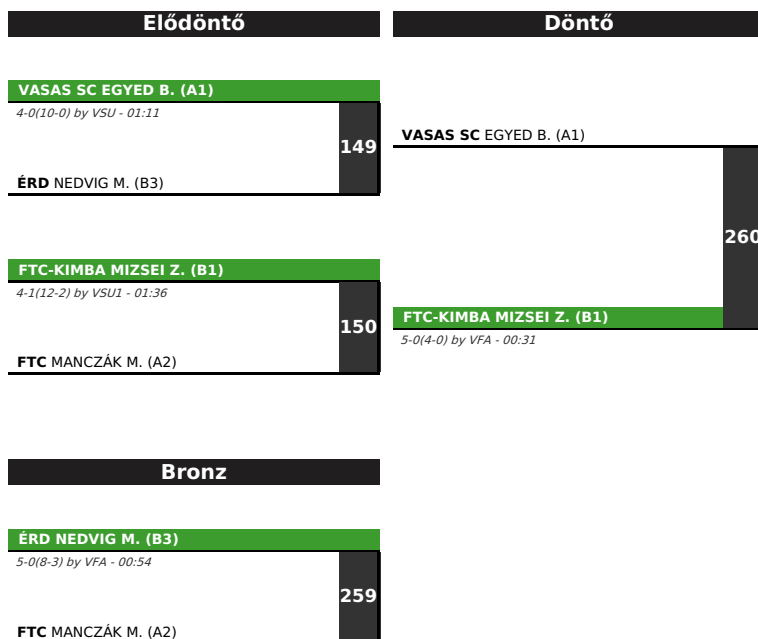 Elődöntő
VASAS SC EGYED B. (A1)
4-0(10-0) by VSU - 01:11
149
ÉRD NEDVIG M. (B3)
FTC-KIMBA MIZSEI Z. (B1)
4-1(12-2) by VSU1 - 01:36
150
FTC MANCZÁK M. (A2)
Döntő
VASAS SC EGYED B. (A1)
260
FTC-KIMBA MIZSEI Z. (B1)
5-0(4-0) by VFA - 00:31
Bronz
ÉRD NEDVIG M. (B3)
5-0(8-3) by VFA - 00:54
259
FTC MANCZÁK M. (A2)